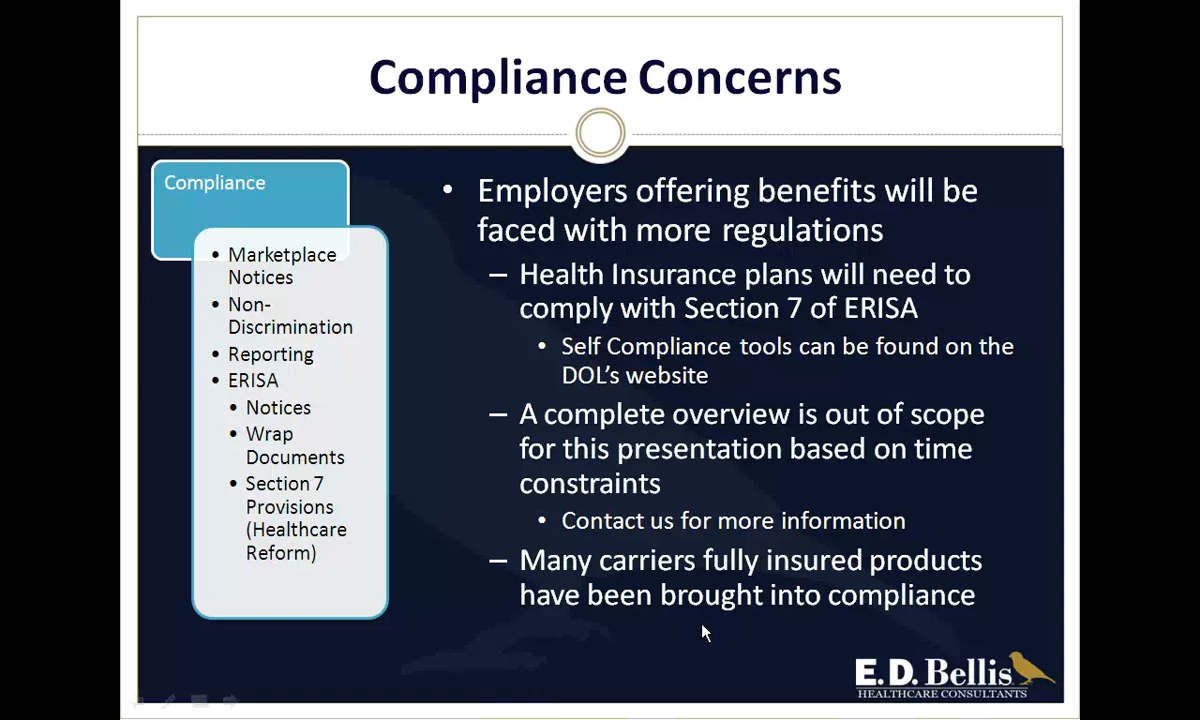 Compliance Concerns
Compliance
• Marketplace
Notices
• Non-
Discrimination
• Reporting
• ERISA
• Notices
• Wrap
Documents
• Section 7
Provisions
(Healthcare
Reform)
• Employers offering benefits will be
faced with more regulations
– Health Insurance plans will need to
comply with Section 7 of ERISA
• Self Compliance tools can be found on the
DOL's website
– A complete overview is out of scope
for this presentation based on time
constraints
• Contact us for more information
– Many carriers fully insured products
have been brought into compliance
E.D. Bellis
HEALTHCARE CONSULTANTS